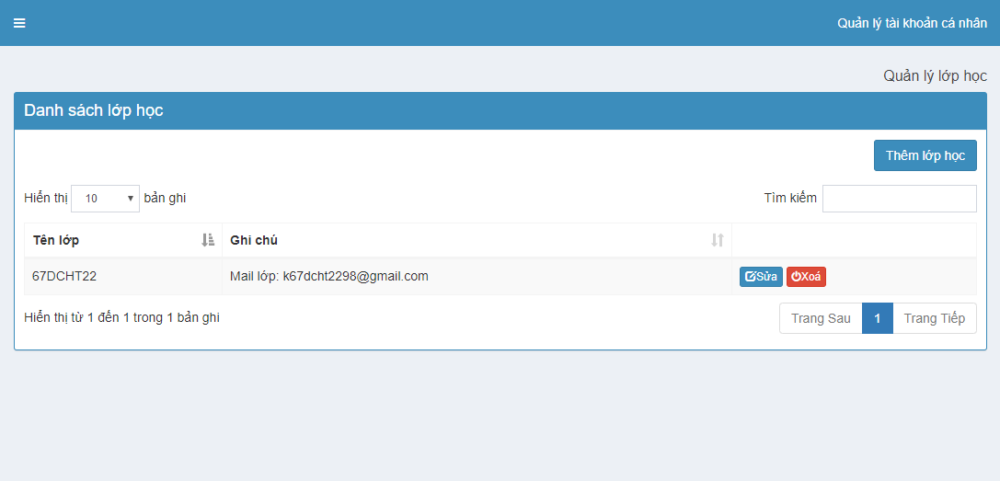 Quản lý tài khoản cá nhân
Quản lý lớp học
Danh sách lớp học
Thêm lớp học
Hiển thị 10 bản ghi Tìm kiếm
Tên lớp Ghi chú
67DCHT22 Mail lớp: k67dcht2298@gmail.com Sửa Xoá
Hiển thị từ 1 đến 1 trong 1 bản ghi Trang Sau 1 Trang Tiếp